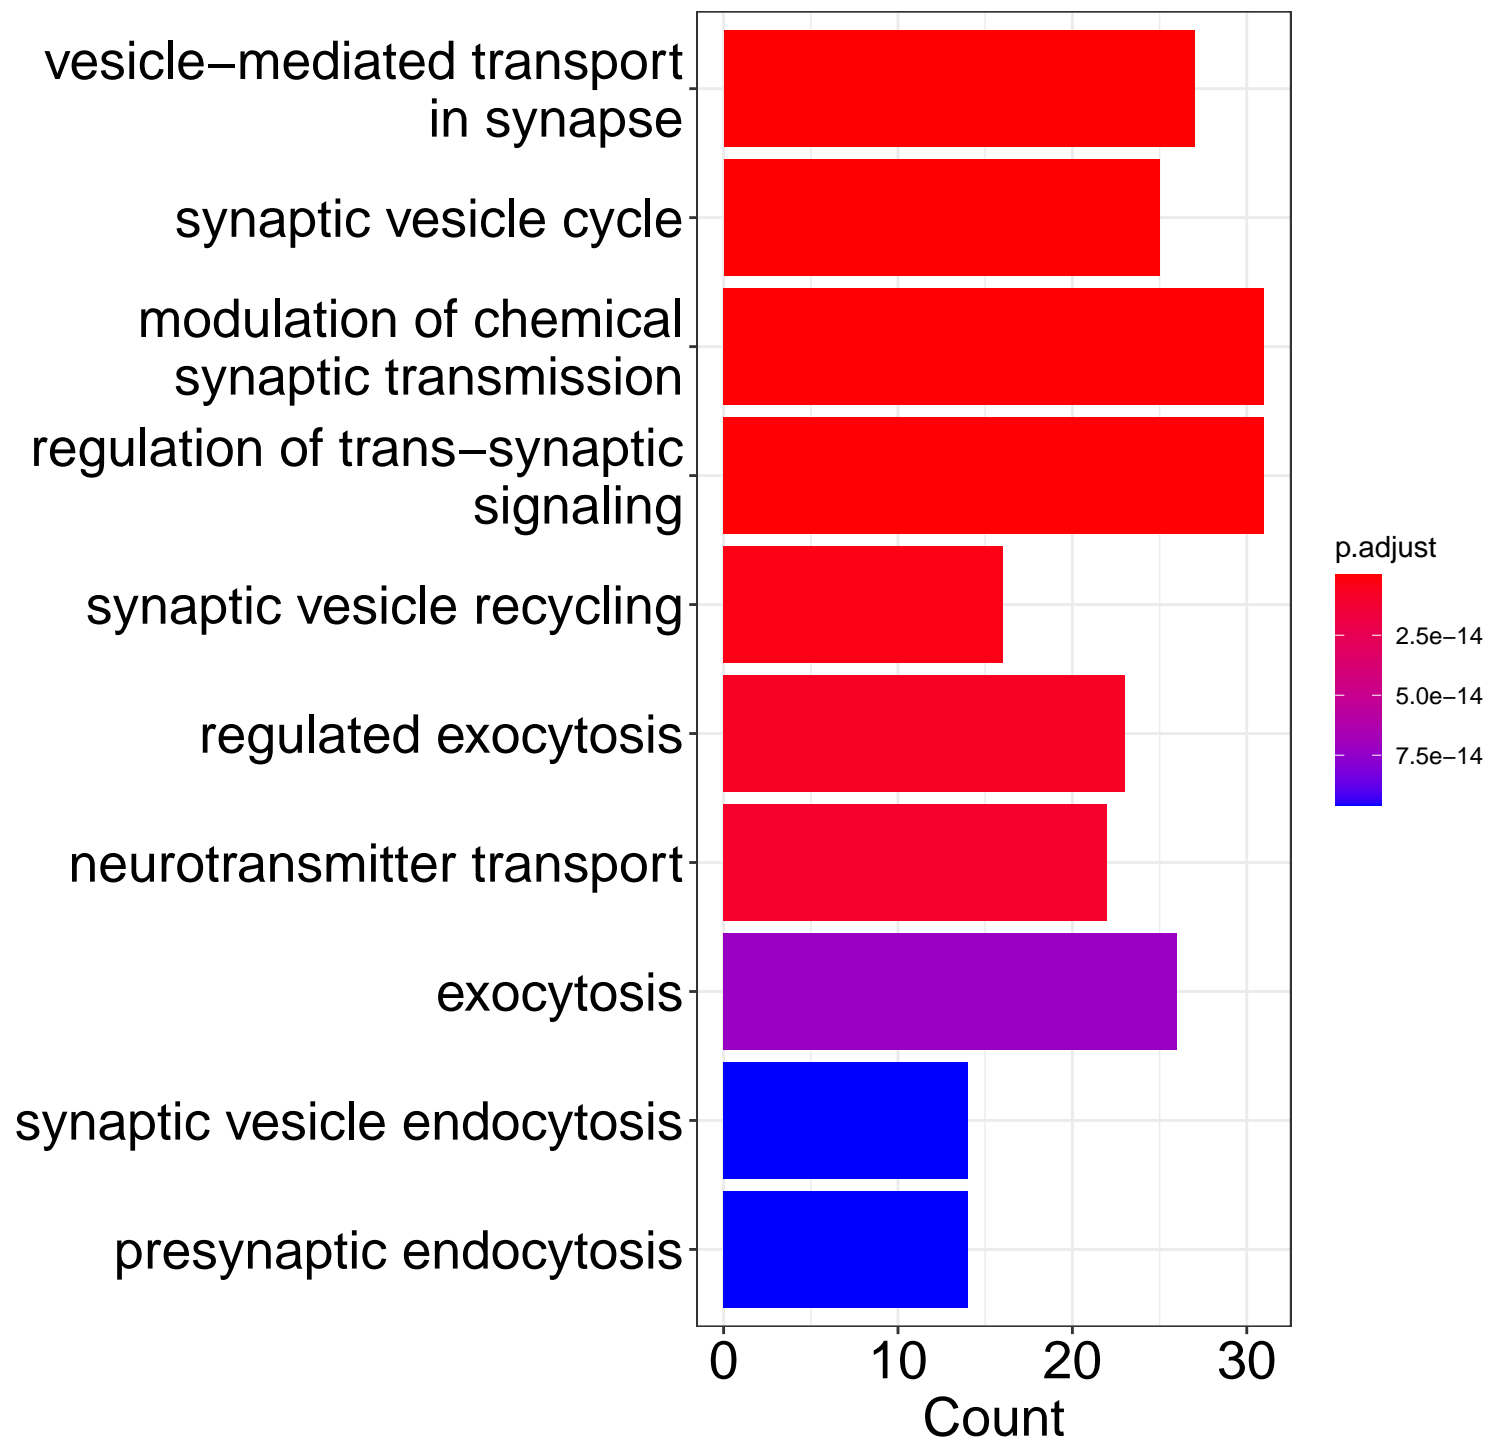 vesicle−mediated transport
in synapse
synaptic vesicle cycle
modulation of chemical
synaptic transmission
regulation of trans−synaptic
signaling
synaptic vesicle recycling
regulated exocytosis
neurotransmitter transport
exocytosis
synaptic vesicle endocytosis
presynaptic endocytosis
0 10 20 30
Count
p.adjust
2.5e−14
5.0e−14
7.5e−14